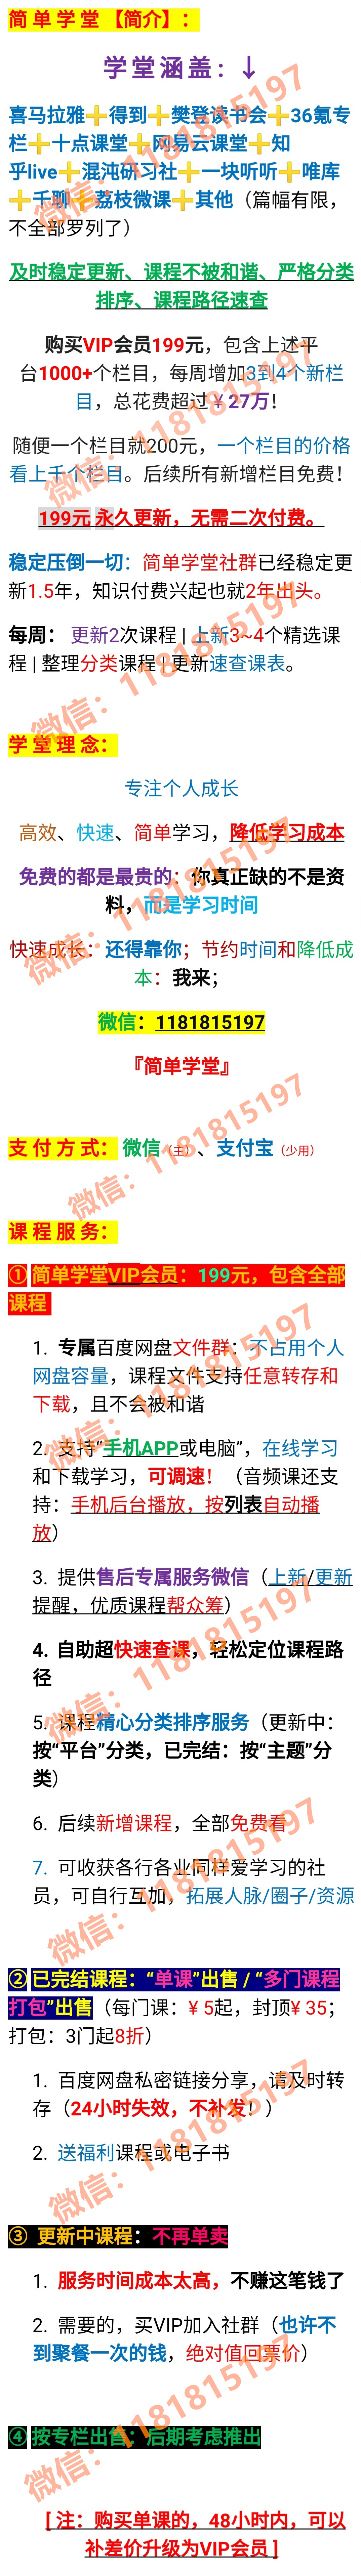 简 单 学 堂 【简介】：
学 堂 涵 盖：↓
喜马拉雅➕得到➕樊登读书会➕36氪专
栏➕十点课堂➕网易云课堂➕知
乎live➕混沌研习社➕一块听听➕唯库
➕千聊➕荔枝微课➕其他（篇幅有限，
不全部罗列了）
及时稳定更新、课程不被和谐、严格分类
排序、课程路径速查
购买VIP会员199元，包含上述平
台1000+个栏目，每周增加3到4个新栏
目，总花费超过￥27万！
随便一个栏目就200元，一个栏目的价格
看上千个栏目。后续所有新增栏目免费！
199元 永久更新，无需二次付费。
稳定压倒一切：简单学堂社群已经稳定更
新1.5年，知识付费兴起也就2年出头。
每周： 更新2次课程 | 上新3~4个精选课
程 | 整理分类课程 | 更新速查课表。
学 堂 理 念：
专注个人成长
高效、快速、简单学习，降低学习成本
免费的都是最贵的：你真正缺的不是资
料，而是学习时间
快速成长：还得靠你；节约时间和降低成
本：我来；
微信：1181815197
『简单学堂』
支 付 方 式： 微信（主）、支付宝（少用）
课 程 服 务：
① 简单学堂VIP会员：199元，包含全部
课程
1. 专属百度网盘文件群：不占用个人
网盘容量，课程文件支持任意转存和
下载，且不会被和谐
2. 支持“手机APP或电脑”，在线学习
和下载学习，可调速！（音频课还支
持：手机后台播放，按列表自动播
放）
3. 提供售后专属服务微信（上新/更新
提醒，优质课程帮众筹）
4. 自助超快速查课，轻松定位课程路
径
5. 课程精心分类排序服务（更新中：
按“平台”分类，已完结：按“主题”分
类）
6. 后续新增课程，全部免费看
7. 可收获各行各业同样爱学习的社
员，可自行互加，拓展人脉/圈子/资源
② 已完结课程：“单课”出售 / “多门课程
打包”出售（每门课：￥5起，封顶￥35；
打包：3门起8折）
1. 百度网盘私密链接分享，请及时转
存（24小时失效，不补发！）
2. 送福利课程或电子书
③ 更新中课程：不再单卖
1. 服务时间成本太高，不赚这笔钱了
2. 需要的，买VIP加入社群（也许不
到聚餐一次的钱，绝对值回票价）
④ 按专栏出售：后期考虑推出
[ 注：购买单课的，48小时内，可以
补差价升级为VIP会员 ]
微信：1181815197
微信：1181815197
微信：1181815197
微信：1181815197
微信：1181815197
微信：1181815197
微信：1181815197
微信：1181815197
微信：1181815197
微信：1181815197